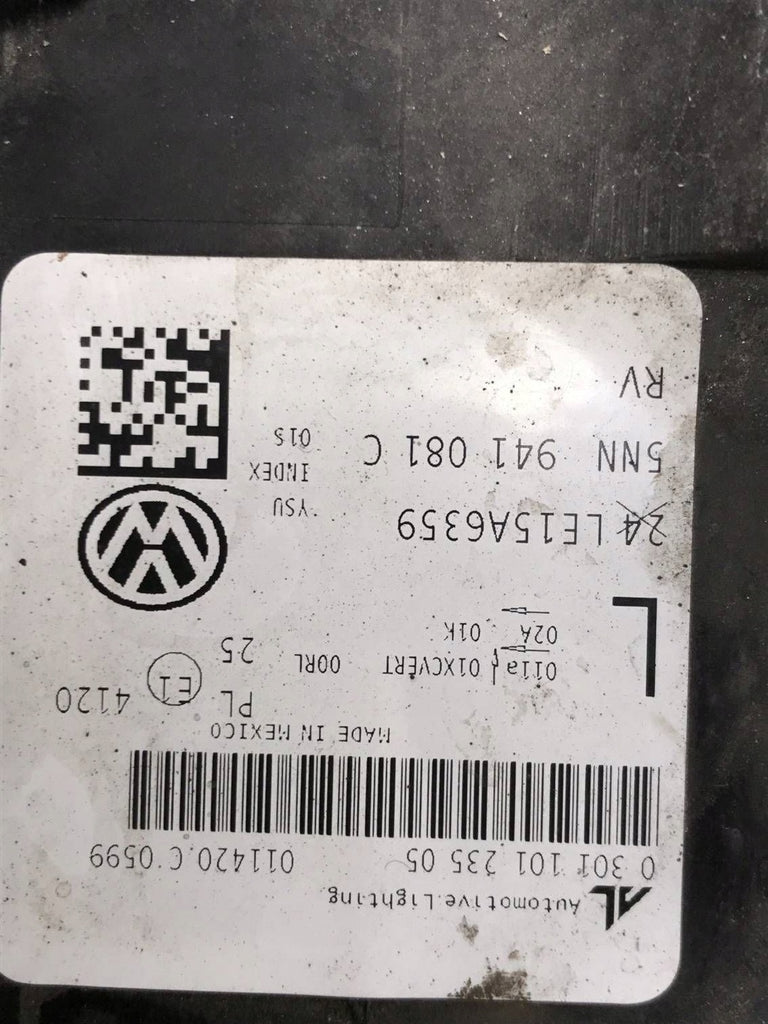 AL Automotive Lighting
0 301 101 235 05 011420 C 0599
MADE IN MEXICO
011a 01XCVERT 00RL PL E1 4120
02A 01K 25
L
24 LE15A6359 YSU
5NN 941 081 C INDEX
01S
RV